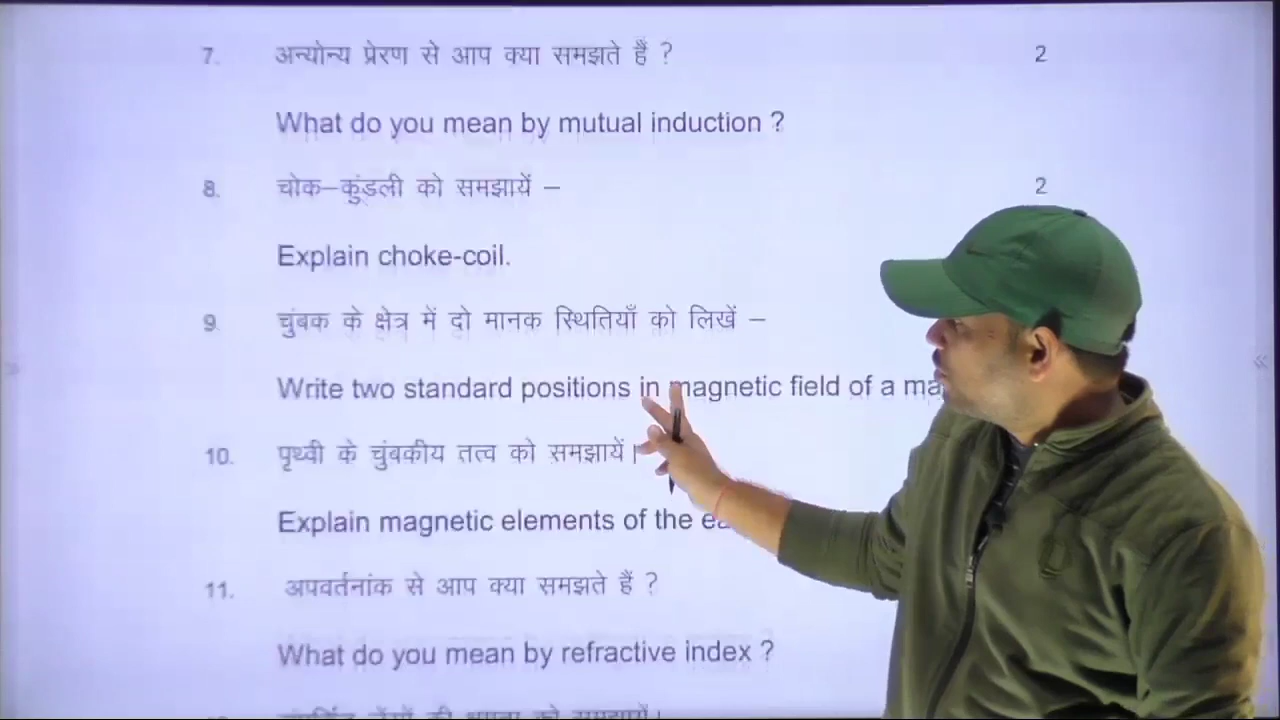 7. अन्योन्य प्रेरण से आप क्या समझते हैं ? 2
What do you mean by mutual induction ?
8. चोक–कुंडली को समझायें – 2
Explain choke-coil.
9. चुंबक के क्षेत्र में दो मानक स्थितियाँ को लिखें –
Write two standard positions in magnetic field of a
10. पृथ्वी के चुंबकीय तत्व को समझायें।
Explain magnetic elements of the
11. अपवर्तनांक से आप क्या समझते हैं ?
What do you mean by refractive index ?